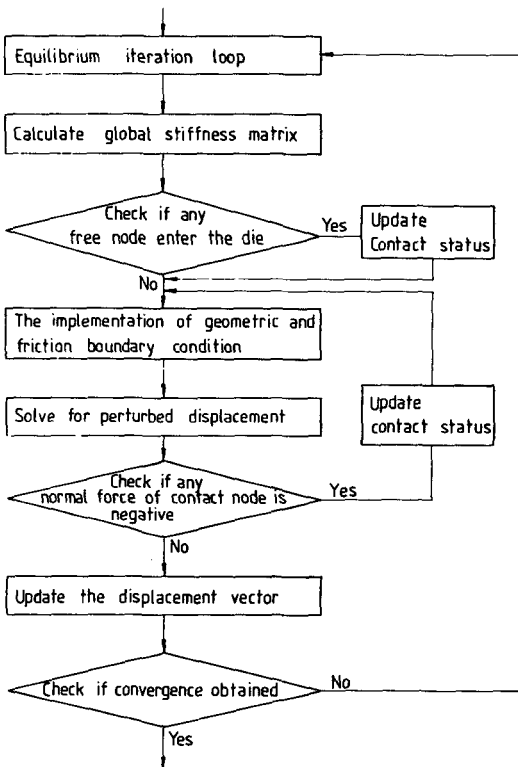 Equilibrium iteration loop
Calculate global stiffness matrix
Check if any
free node enter the die
Yes
Update
Contact status
No
The implementation of geometric and
friction boundary condition
Solve for perturbed displacement
Update
contact status
Check if any
normal force of contact node is
negative
Yes
No
Update the displacement vector
Check if convergence obtained
No
Yes